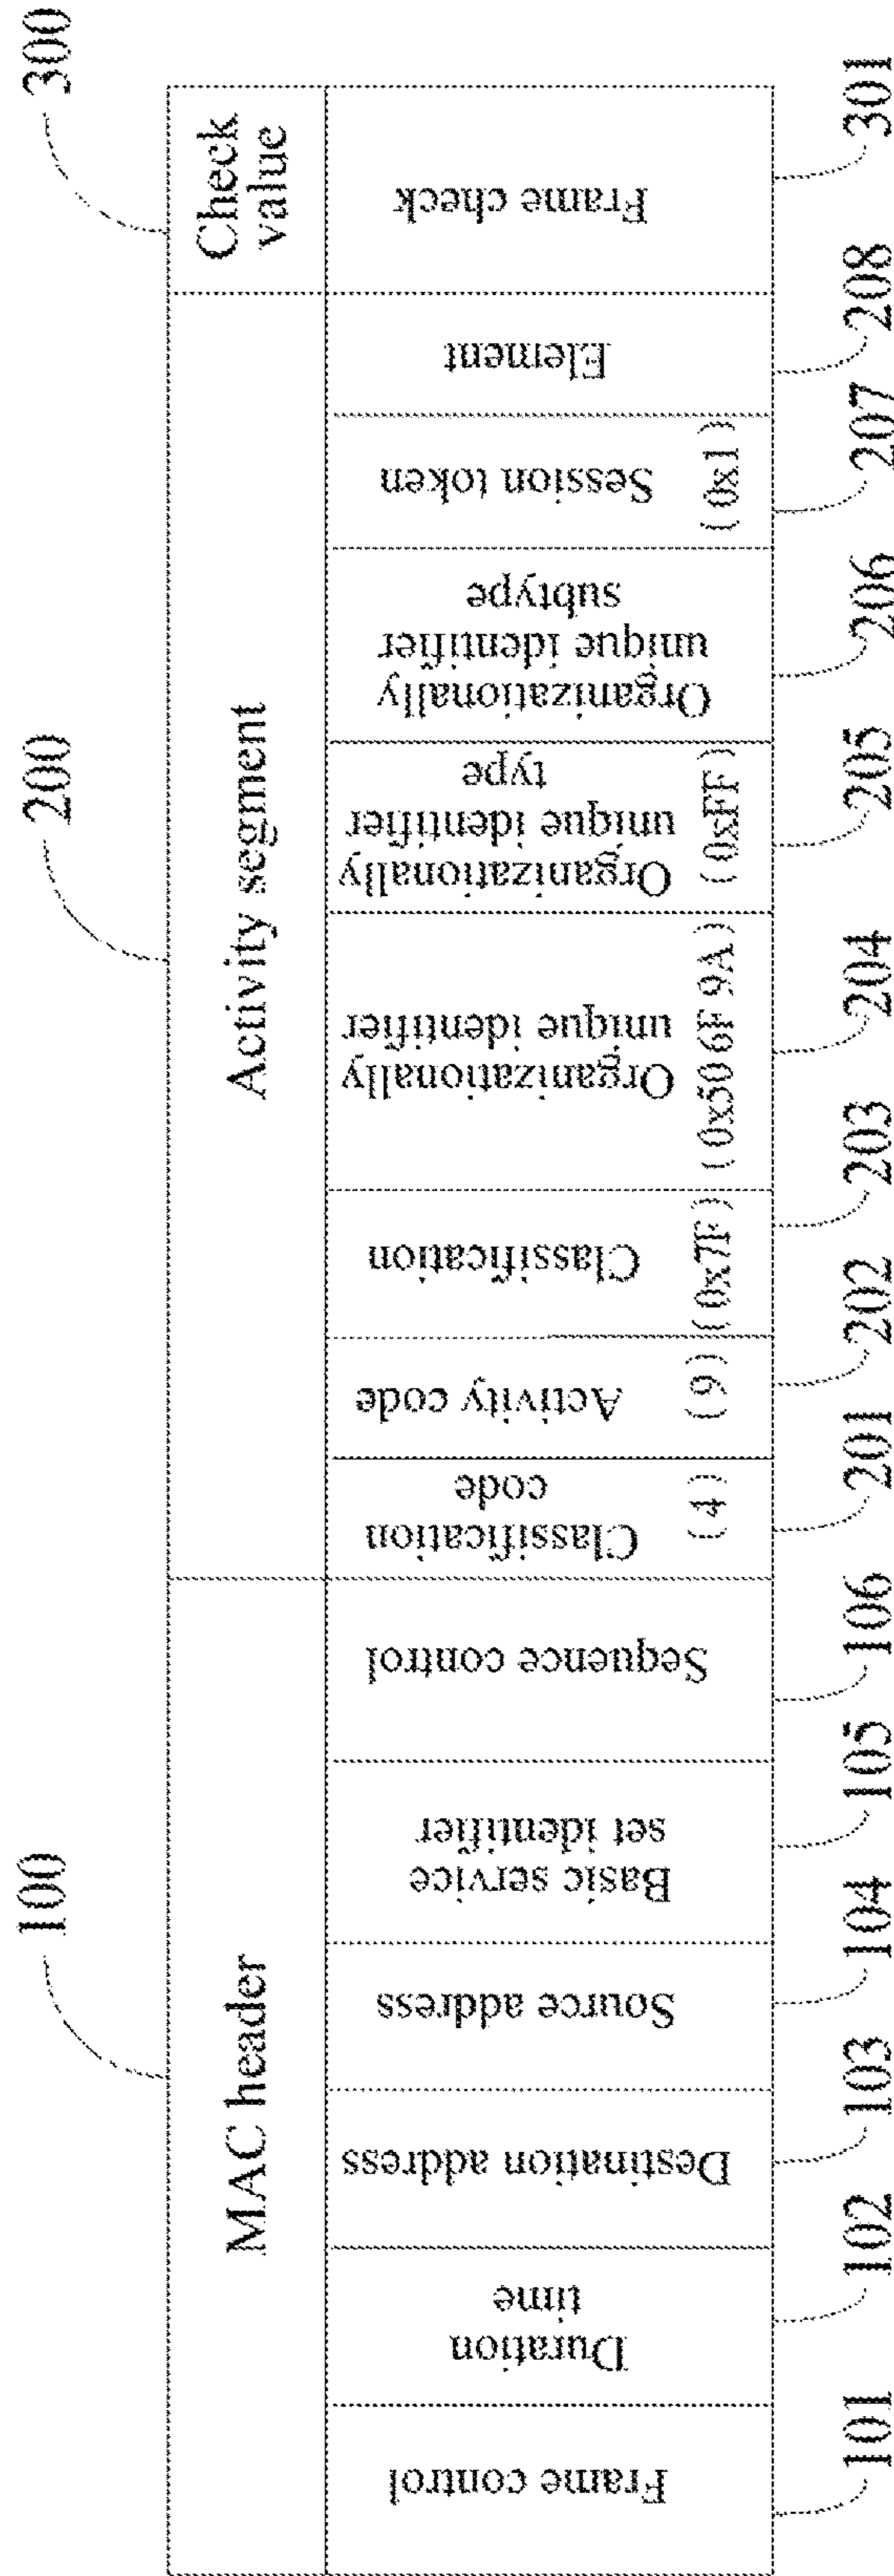 100
200
300
MAC header
Activity segment
Check
value
Frame control
Duration
time
Destination address
Source address
Basic service
set identifier
Sequence control
Classification
code
(4)
Activity code
(9)
Classification
(0x7F)
Organizationally
unique identifier
(0x50 6F 9A)
Organizationally
unique identifier
type
(0xFF)
Organizationally
unique identifier
subtype
Session token
(0x1)
Element
Frame check
101
102
103
104
105
106
201
202
203
204
205
206
207
208
301